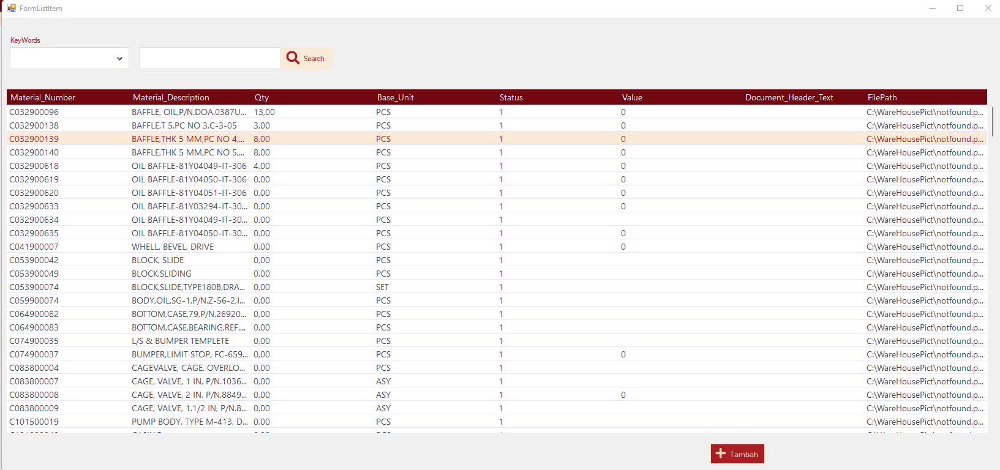 FormListItem
KeyWords
Search
Material_Number Material_Description Qty Base_Unit Status Value Document_Header_Text FilePath
C032900096 BAFFLE, OIL,P/N.DOA.0387U... 13,00 PCS 1 0 C:\WareHousePict\notfound.p...
C032900138 BAFFLE,T 5,PC NO 3,C-3-05 3,00 PCS 1 0 C:\WareHousePict\notfound.p...
C032900139 BAFFLE,THK 5 MM,PC NO 4,... 8,00 PCS 1 0 C:\WareHousePict\notfound.p...
C032900140 BAFFLE,THK 5 MM,PC NO 5,... 8,00 PCS 1 0 C:\WareHousePict\notfound.p...
C032900618 OIL BAFFLE-81Y04049-IT-306 4,00 PCS 1 0 C:\WareHousePict\notfound.p...
C032900619 OIL BAFFLE-81Y04050-IT-306 0,00 PCS 1 0 C:\WareHousePict\notfound.p...
C032900620 OIL BAFFLE-81Y04051-IT-306 0,00 PCS 1 0 C:\WareHousePict\notfound.p...
C032900633 OIL BAFFLE-81Y03294-IT-30... 0,00 PCS 1 0 C:\WareHousePict\notfound.p...
C032900634 OIL BAFFLE-81Y04049-IT-30... 0,00 PCS 1 C:\WareHousePict\notfound.p...
C032900635 OIL BAFFLE-81Y04050-IT-30... 0,00 PCS 1 0 C:\WareHousePict\notfound.p...
C041900007 WHELL, BEVEL, DRIVE 0,00 PCS 1 0 C:\WareHousePict\notfound.p...
C053900042 BLOCK, SLIDE 0,00 PCS 1 C:\WareHousePict\notfound.p...
C053900049 BLOCK,SLIDING 0,00 PCS 1 C:\WareHousePict\notfound.p...
C053900074 BLOCK,SLIDE,TYPE180B,DRA... 0,00 SET 1 C:\WareHousePict\notfound.p...
C059900074 BODY,OIL,SG-1,P/N.Z-56-2,I... 0,00 PCS 1 C:\WareHousePict\notfound.p...
C064900082 BOTTOM,CASE,79,P/N.26920... 0,00 PCS 1 C:\WareHousePict\notfound.p...
C064900083 BOTTOM,CASE,BEARING,REF.... 0,00 PCS 1 C:\WareHousePict\notfound.p...
C074900035 L/S & BUMPER TEMPLETE 0,00 PCS 1 C:\WareHousePict\notfound.p...
C074900037 BUMPER,LIMIT STOP, FC-659... 0,00 PCS 1 0 C:\WareHousePict\notfound.p...
C083800004 CAGEVALVE, CAGE, OVERLO... 0,00 PCS 1 C:\WareHousePict\notfound.p...
C083800007 CAGE, VALVE, 1 IN, P/N.1036... 0,00 ASY 1 C:\WareHousePict\notfound.p...
C083800008 CAGE, VALVE, 2 IN, P/N.8849... 0,00 ASY 1 0 C:\WareHousePict\notfound.p...
C083800009 CAGE, VALVE, 1.1/2 IN, P/N.8... 0,00 ASY 1 C:\WareHousePict\notfound.p...
C101500019 PUMP BODY, TYPE M-413, D... 0,00 PCS 1 C:\WareHousePict\notfound.p...
Tambah